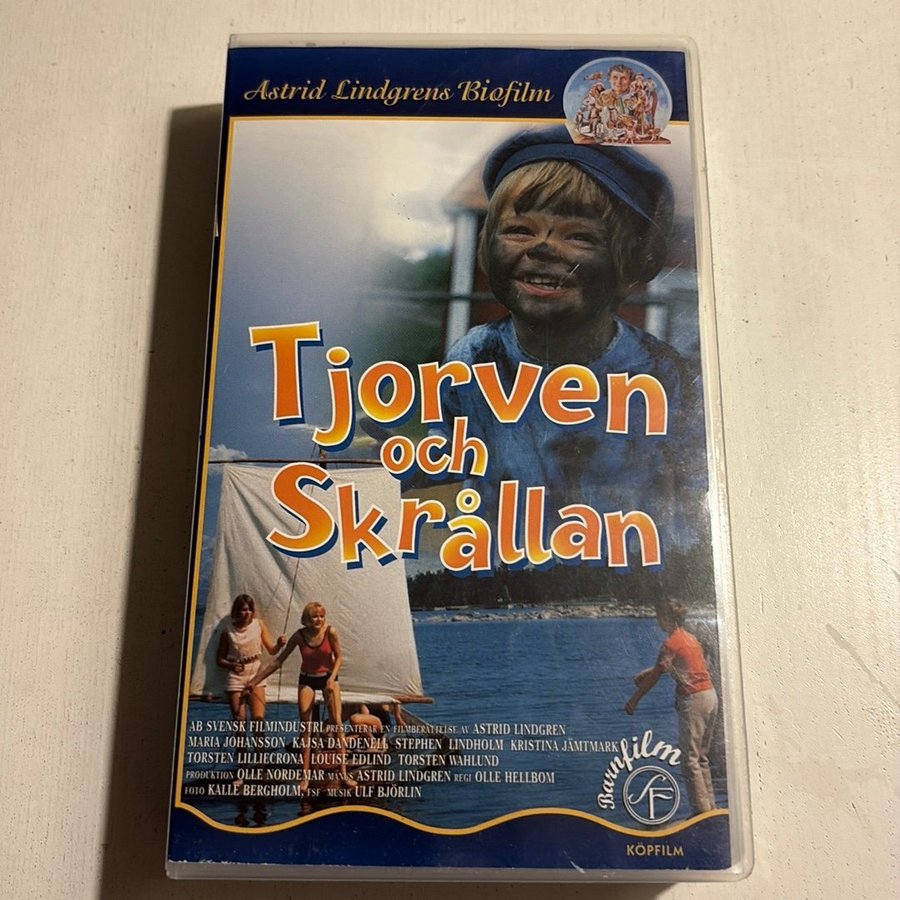 Astrid Lindgrens Biofilm
Tjorven
och
Skrållan
AB SVENSK FILMINDUSTRI PRESENTERAR EN FILMBERÄTTELSE AV ASTRID LINDGREN
MARIA JOHANSSON KAJSA DANDENELL STEPHEN LINDHOLM KRISTINA JÄMTMARK
TORSTEN LILLIECRONA LOUISE EDLIND TORSTEN WAHLUND
PRODUKTION OLLE NORDEMAR MANUS ASTRID LINDGREN REGI OLLE HELLBOM
FOTO KALLE BERGHOLM, FSF MUSIK ULF BJÖRLIN
Barnfilm
SF
KÖPFILM